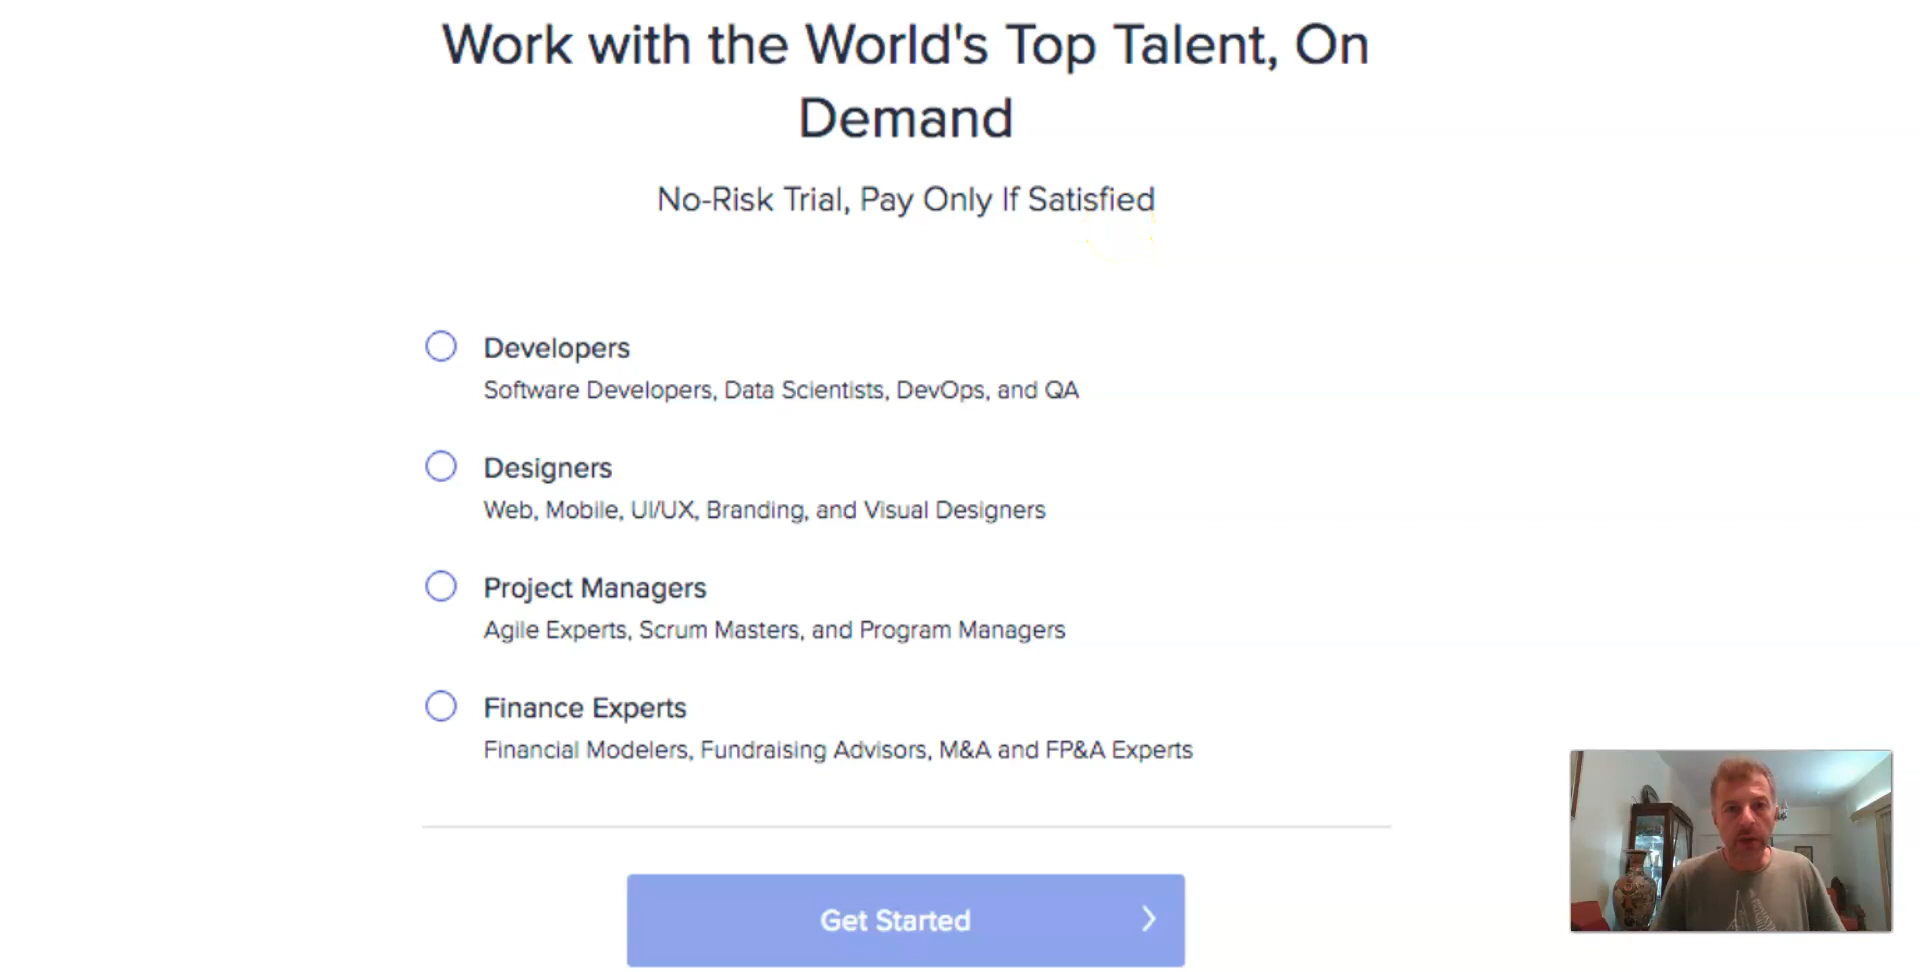 Work with the World's Top Talent, On
Demand
No-Risk Trial, Pay Only If Satisfied
Developers
Software Developers, Data Scientists, DevOps, and QA
Designers
Web, Mobile, UI/UX, Branding, and Visual Designers
Project Managers
Agile Experts, Scrum Masters, and Program Managers
Finance Experts
Financial Modelers, Fundraising Advisors, M&A and FP&A Experts
Get Started